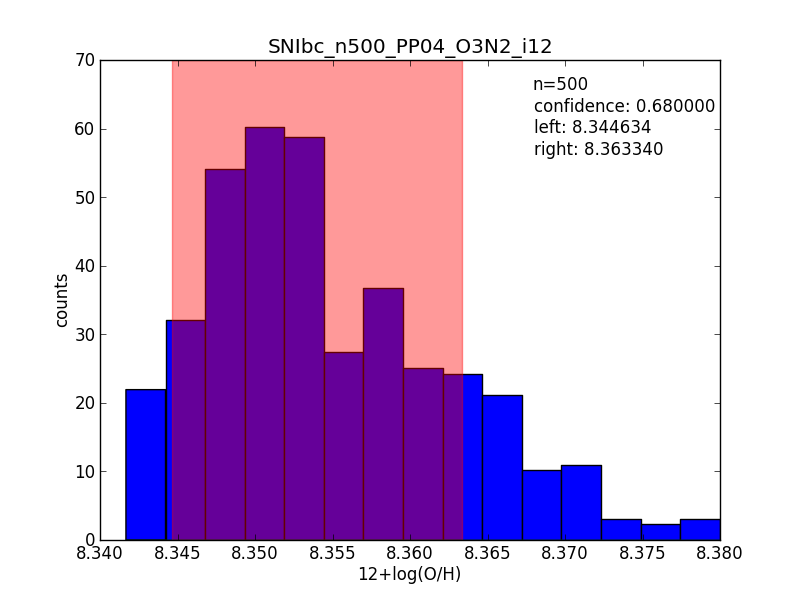 SNIbc_n500_PP04_O3N2_i12
n=500
confidence: 0.680000
left: 8.344634
right: 8.363340
70
60
50
40
30
20
10
0
counts
8.340 8.345 8.350 8.355 8.360 8.365 8.370 8.375 8.380
12+log(O/H)